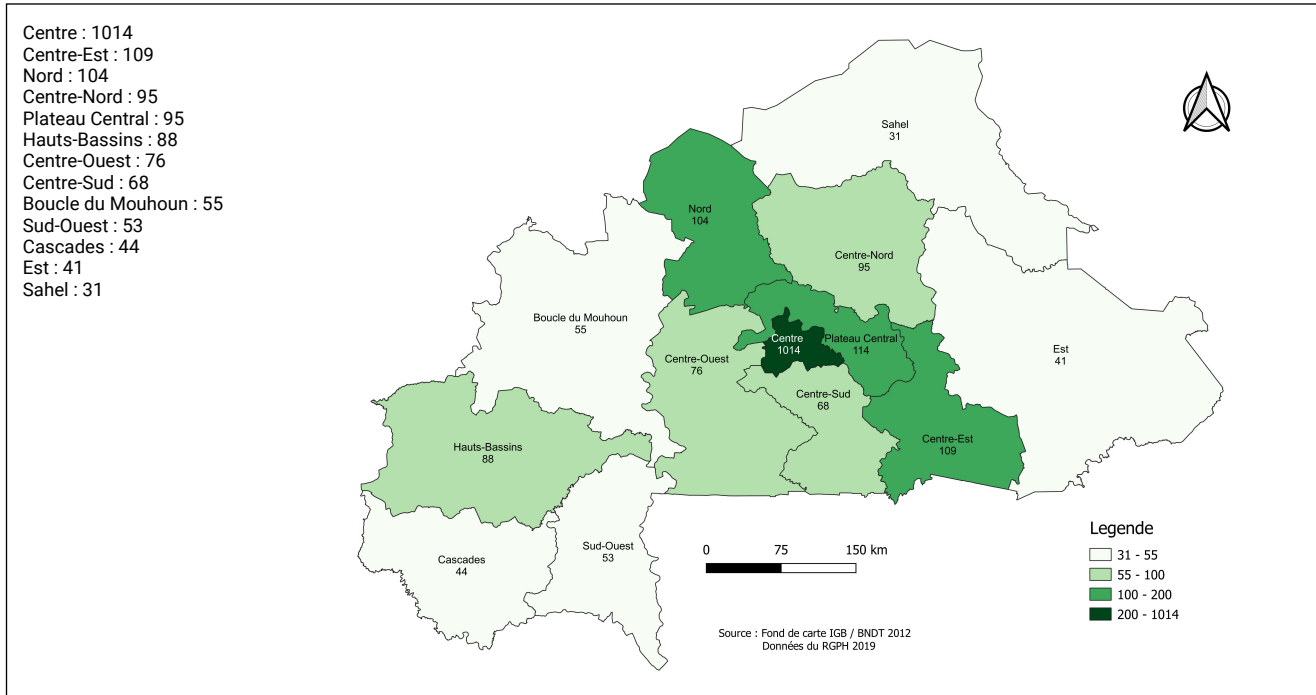 Centre : 1014
Centre-Est : 109
Nord : 104
Centre-Nord : 95
Plateau Central : 95
Hauts-Bassins : 88
Centre-Ouest : 76
Centre-Sud : 68
Boucle du Mouhoun : 55
Sud-Ouest : 53
Cascades : 44
Est : 41
Sahel : 31
Sahel
31
Nord
104
Centre-Nord
95
Boucle du Mouhoun
55
Centre
1014
Plateau Central
114
Est
41
Centre-Ouest
76
Centre-Sud
68
Centre-Est
109
Hauts-Bassins
88
Cascades
44
Sud-Ouest
53
0 75 150 km
Source : Fond de carte IGB / BNDT 2012
Données du RGPH 2019
Legende
31 - 55
55 - 100
100 - 200
200 - 1014